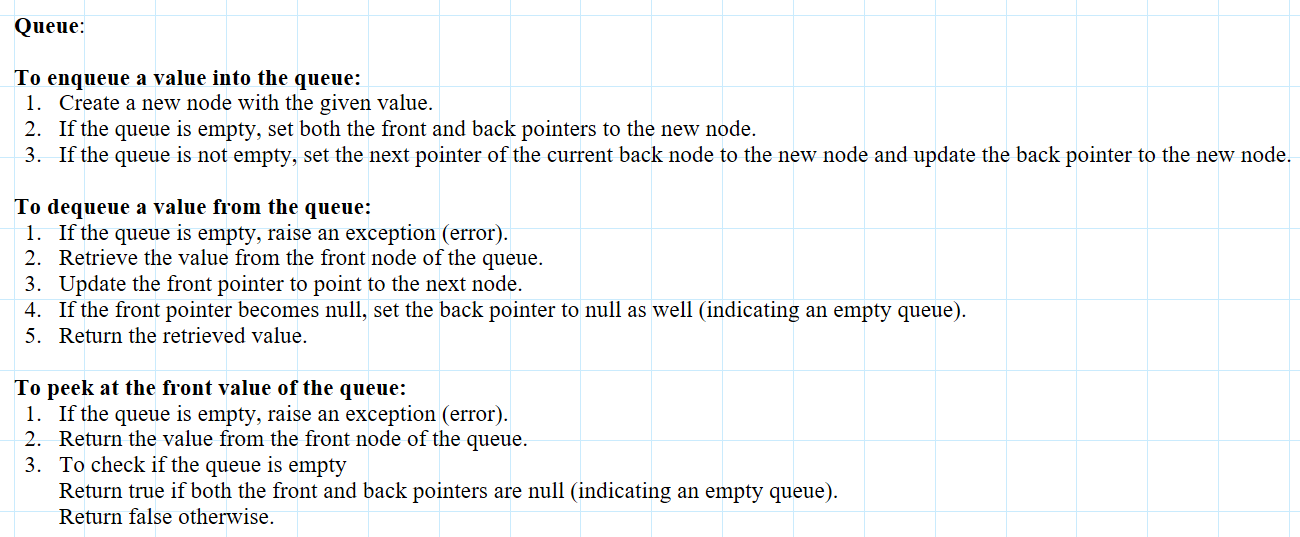 Queue:
To enqueue a value into the queue:
1. Create a new node with the given value.
2. If the queue is empty, set both the front and back pointers to the new node.
3. If the queue is not empty, set the next pointer of the current back node to the new node and update the back pointer to the new node.
To dequeue a value from the queue:
1. If the queue is empty, raise an exception (error).
2. Retrieve the value from the front node of the queue.
3. Update the front pointer to point to the next node.
4. If the front pointer becomes null, set the back pointer to null as well (indicating an empty queue).
5. Return the retrieved value.
To peek at the front value of the queue:
1. If the queue is empty, raise an exception (error).
2. Return the value from the front node of the queue.
3. To check if the queue is empty
Return true if both the front and back pointers are null (indicating an empty queue).
Return false otherwise.